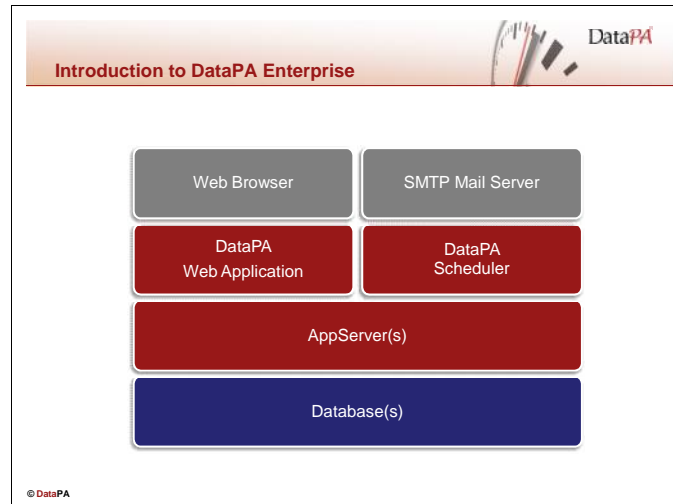 DataPA
Introduction to DataPA Enterprise
Web Browser
SMTP Mail Server
DataPA
Web Application
DataPA
Scheduler
AppServer(s)
Database(s)
© DataPA